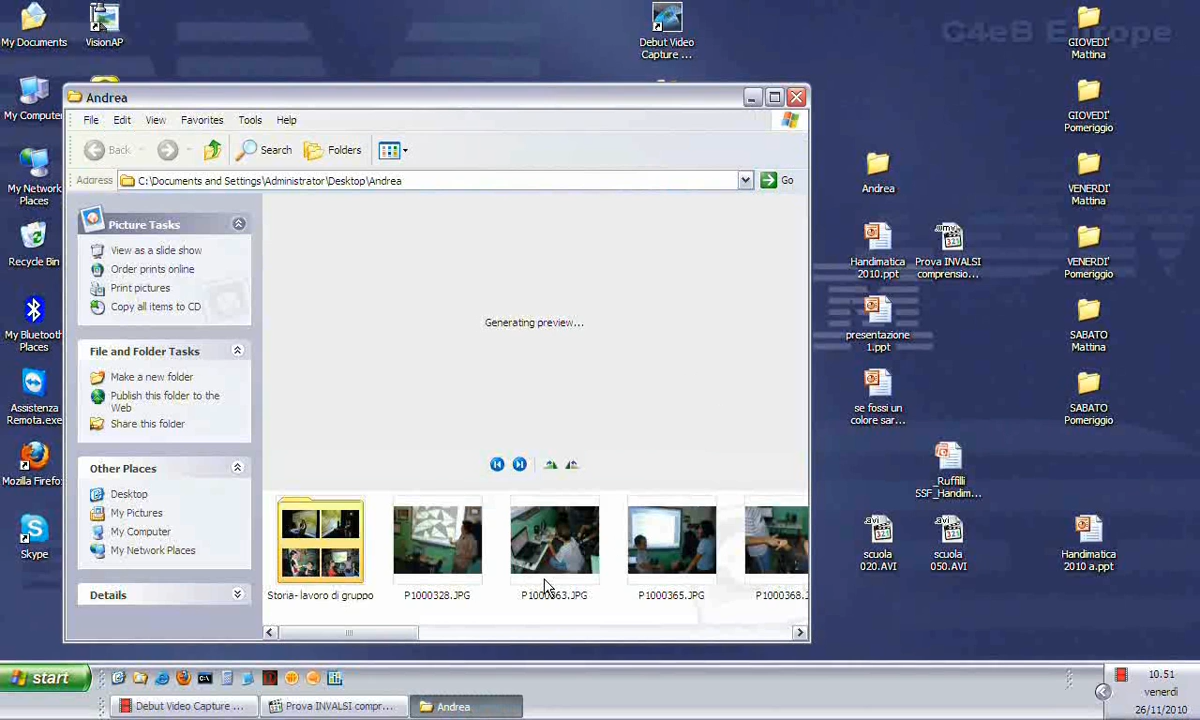 My Documents
VisionAP
Debut Video
Capture ...
G4eB Europe
GIOVEDI'
Mattina
My Computer
Andrea
File Edit View Favorites Tools Help
Back Search Folders
Address C:\Documents and Settings\Administrator\Desktop\Andrea Go
GIOVEDI'
Pomeriggio
My Network
Places
Andrea
VENERDI'
Mattina
Picture Tasks
View as a slide show
Order prints online
Print pictures
Copy all items to CD
Recycle Bin
Handimatica
2010.ppt
Prova INVALSI
comprensio...
VENERDI'
Pomeriggio
Generating preview...
My Bluetooth
Places
File and Folder Tasks
Make a new folder
Publish this folder to the
Web
Share this folder
presentazione
1.ppt
SABATO
Mattina
Assistenza
Remota.exe
se fossi un
colore sar...
SABATO
Pomeriggio
Other Places
Desktop
My Pictures
My Computer
My Network Places
Mozilla Firefo
_Ruffilli
SSF_Handim...
Skype
scuola
020.AVI
scuola
050.AVI
Handimatica
2010 a.ppt
Details
Storia- lavoro di gruppo P1000328.JPG P1000363.JPG P1000365.JPG P1000368.
start
10.51
venerdì
26/11/2010
Debut Video Capture ... Prova INVALSI compr... Andrea